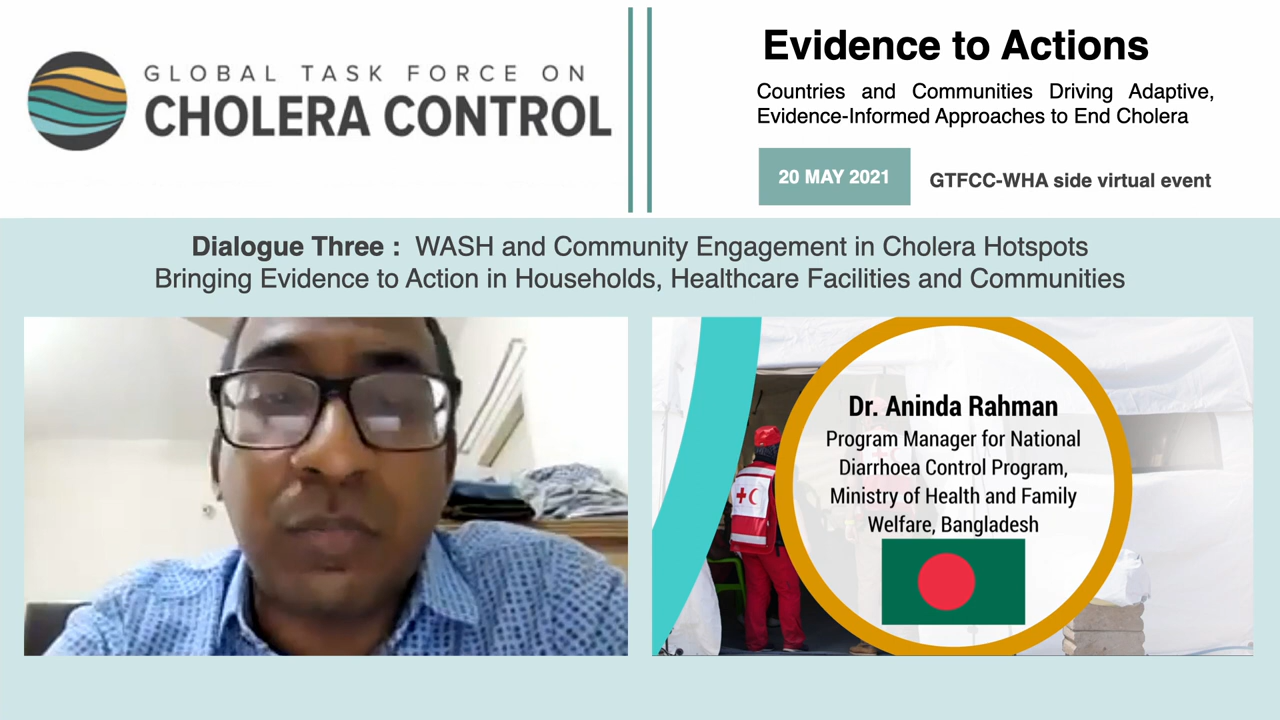 GLOBAL TASK FORCE ON
CHOLERA CONTROL
Evidence to Actions
Countries and Communities Driving Adaptive,
Evidence-Informed Approaches to End Cholera
20 MAY 2021
GTFCC-WHA side virtual event
Dialogue Three : WASH and Community Engagement in Cholera Hotspots
Bringing Evidence to Action in Households, Healthcare Facilities and Communities
Dr. Aninda Rahman
Program Manager for National
Diarrhoea Control Program,
Ministry of Health and Family
Welfare, Bangladesh